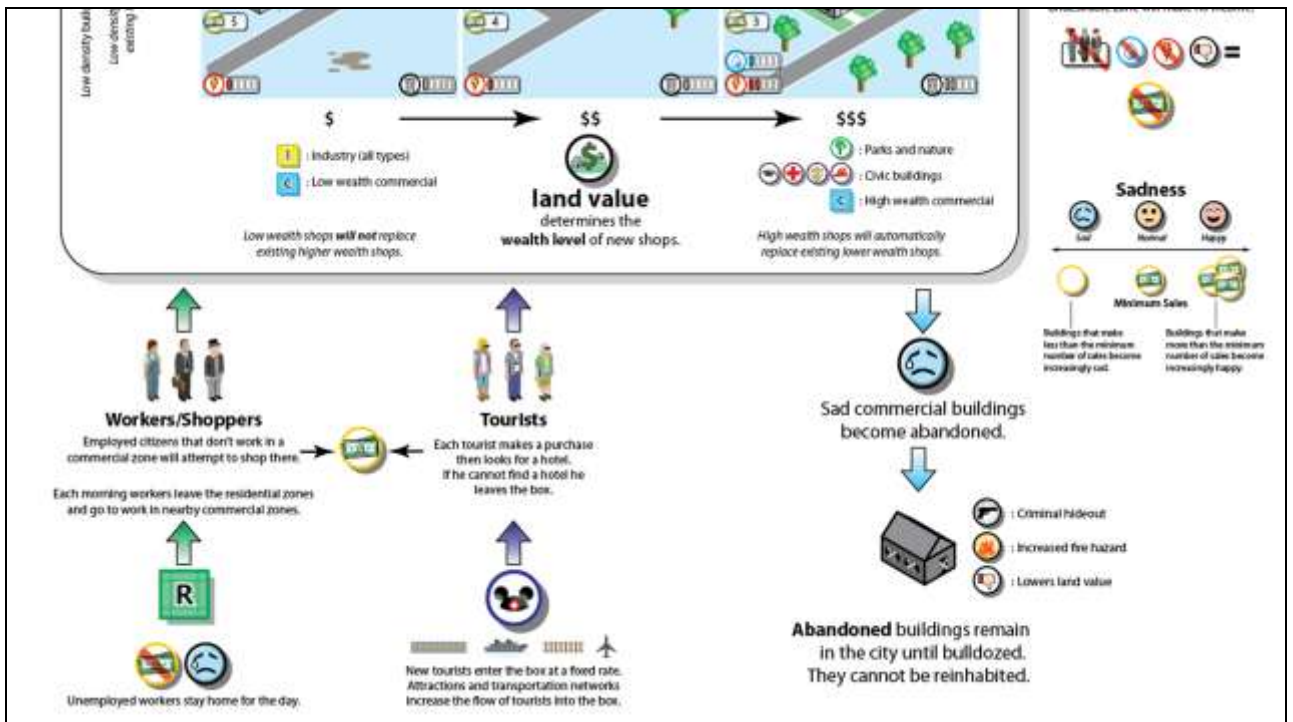 5
4
3
$
$$
$$$
I : Industry (all types)
C : Low wealth commercial
Low wealth shops will not replace
existing higher wealth shops.
land value
determines the
wealth level of new shops.
: Parks and nature
: Civic buildings
C : High wealth commercial
High wealth shops will automatically
replace existing lower wealth shops.
=
Sadness
Sad
Normal
Happy
Minimum Sales
Buildings that make
less than the minimum
number of sales become
increasingly sad.
Buildings that make
more than the minimum
number of sales become
increasingly happy.
Workers/Shoppers
Employed citizens that don't work in a
commercial zone will attempt to shop there.
Each morning workers leave the residential zones
and go to work in nearby commercial zones.
R
Unemployed workers stay home for the day.
Tourists
Each tourist makes a purchase
then looks for a hotel.
If he cannot find a hotel he
leaves the box.
New tourists enter the box at a fixed rate.
Attractions and transportation networks
increase the flow of tourists into the box.
Sad commercial buildings
become abandoned.
: Criminal hideout
: Increased fire hazard
: Lowers land value
Abandoned buildings remain
in the city until bulldozed.
They cannot be reinhabited.